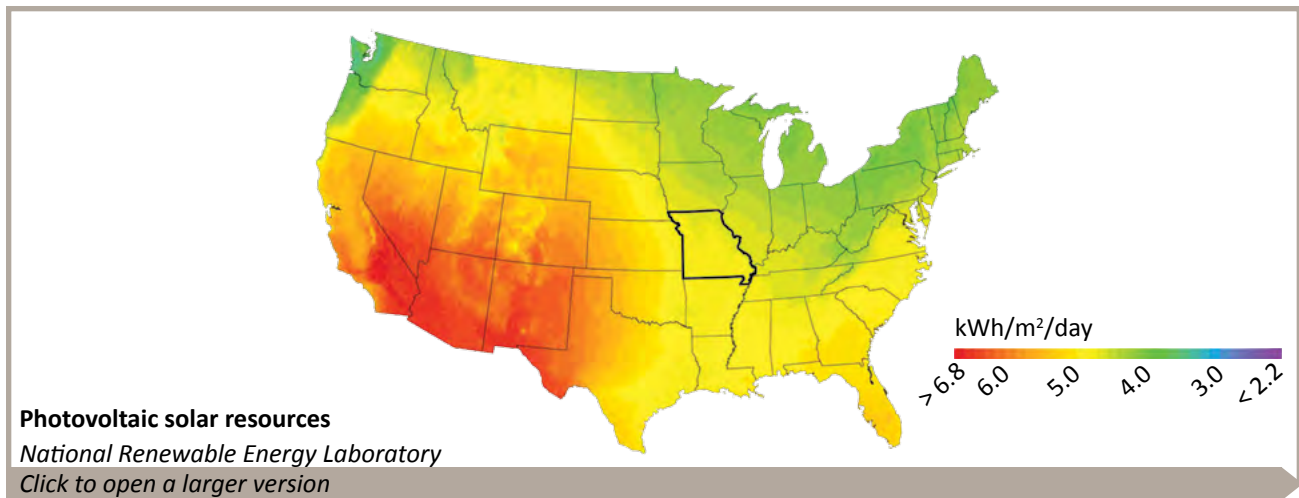 kWh/m²/day
> 6.8 6.0 5.0 4.0 3.0 < 2.2
Photovoltaic solar resources
National Renewable Energy Laboratory
Click to open a larger version